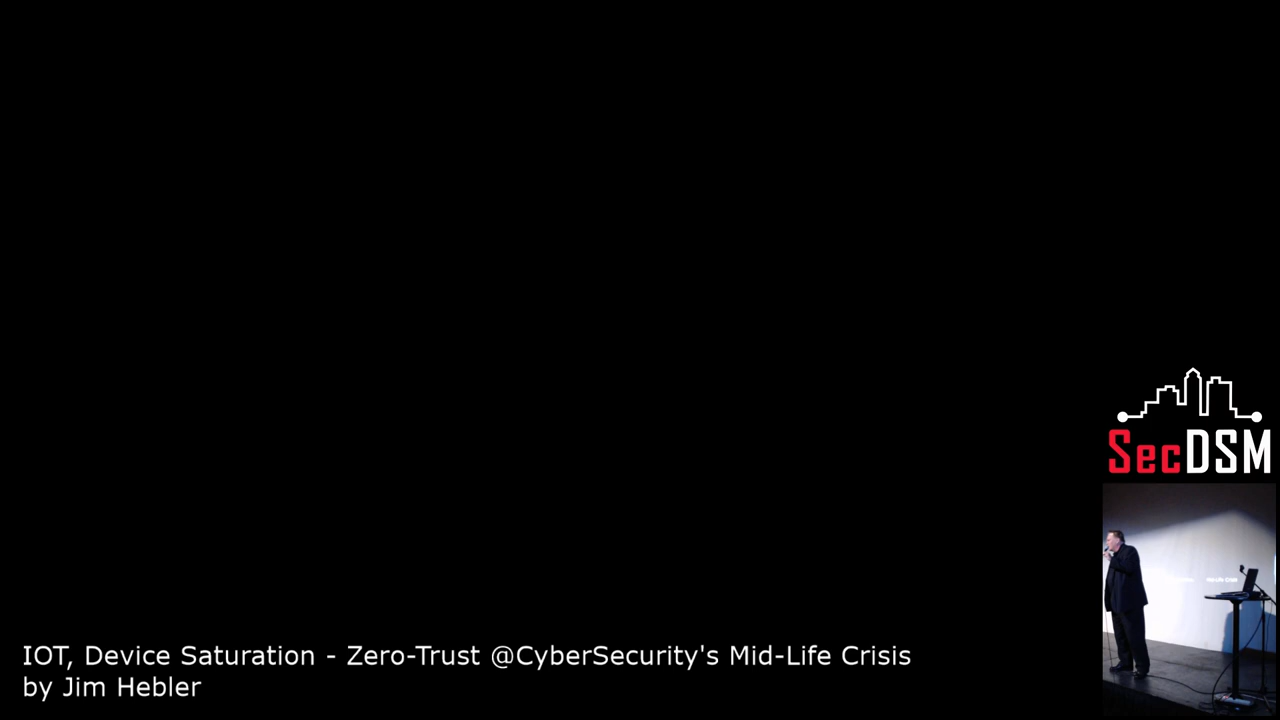 SecDSM
IOT, Device Saturation - Zero-Trust @CyberSecurity's Mid-Life Crisis
by Jim Hebler